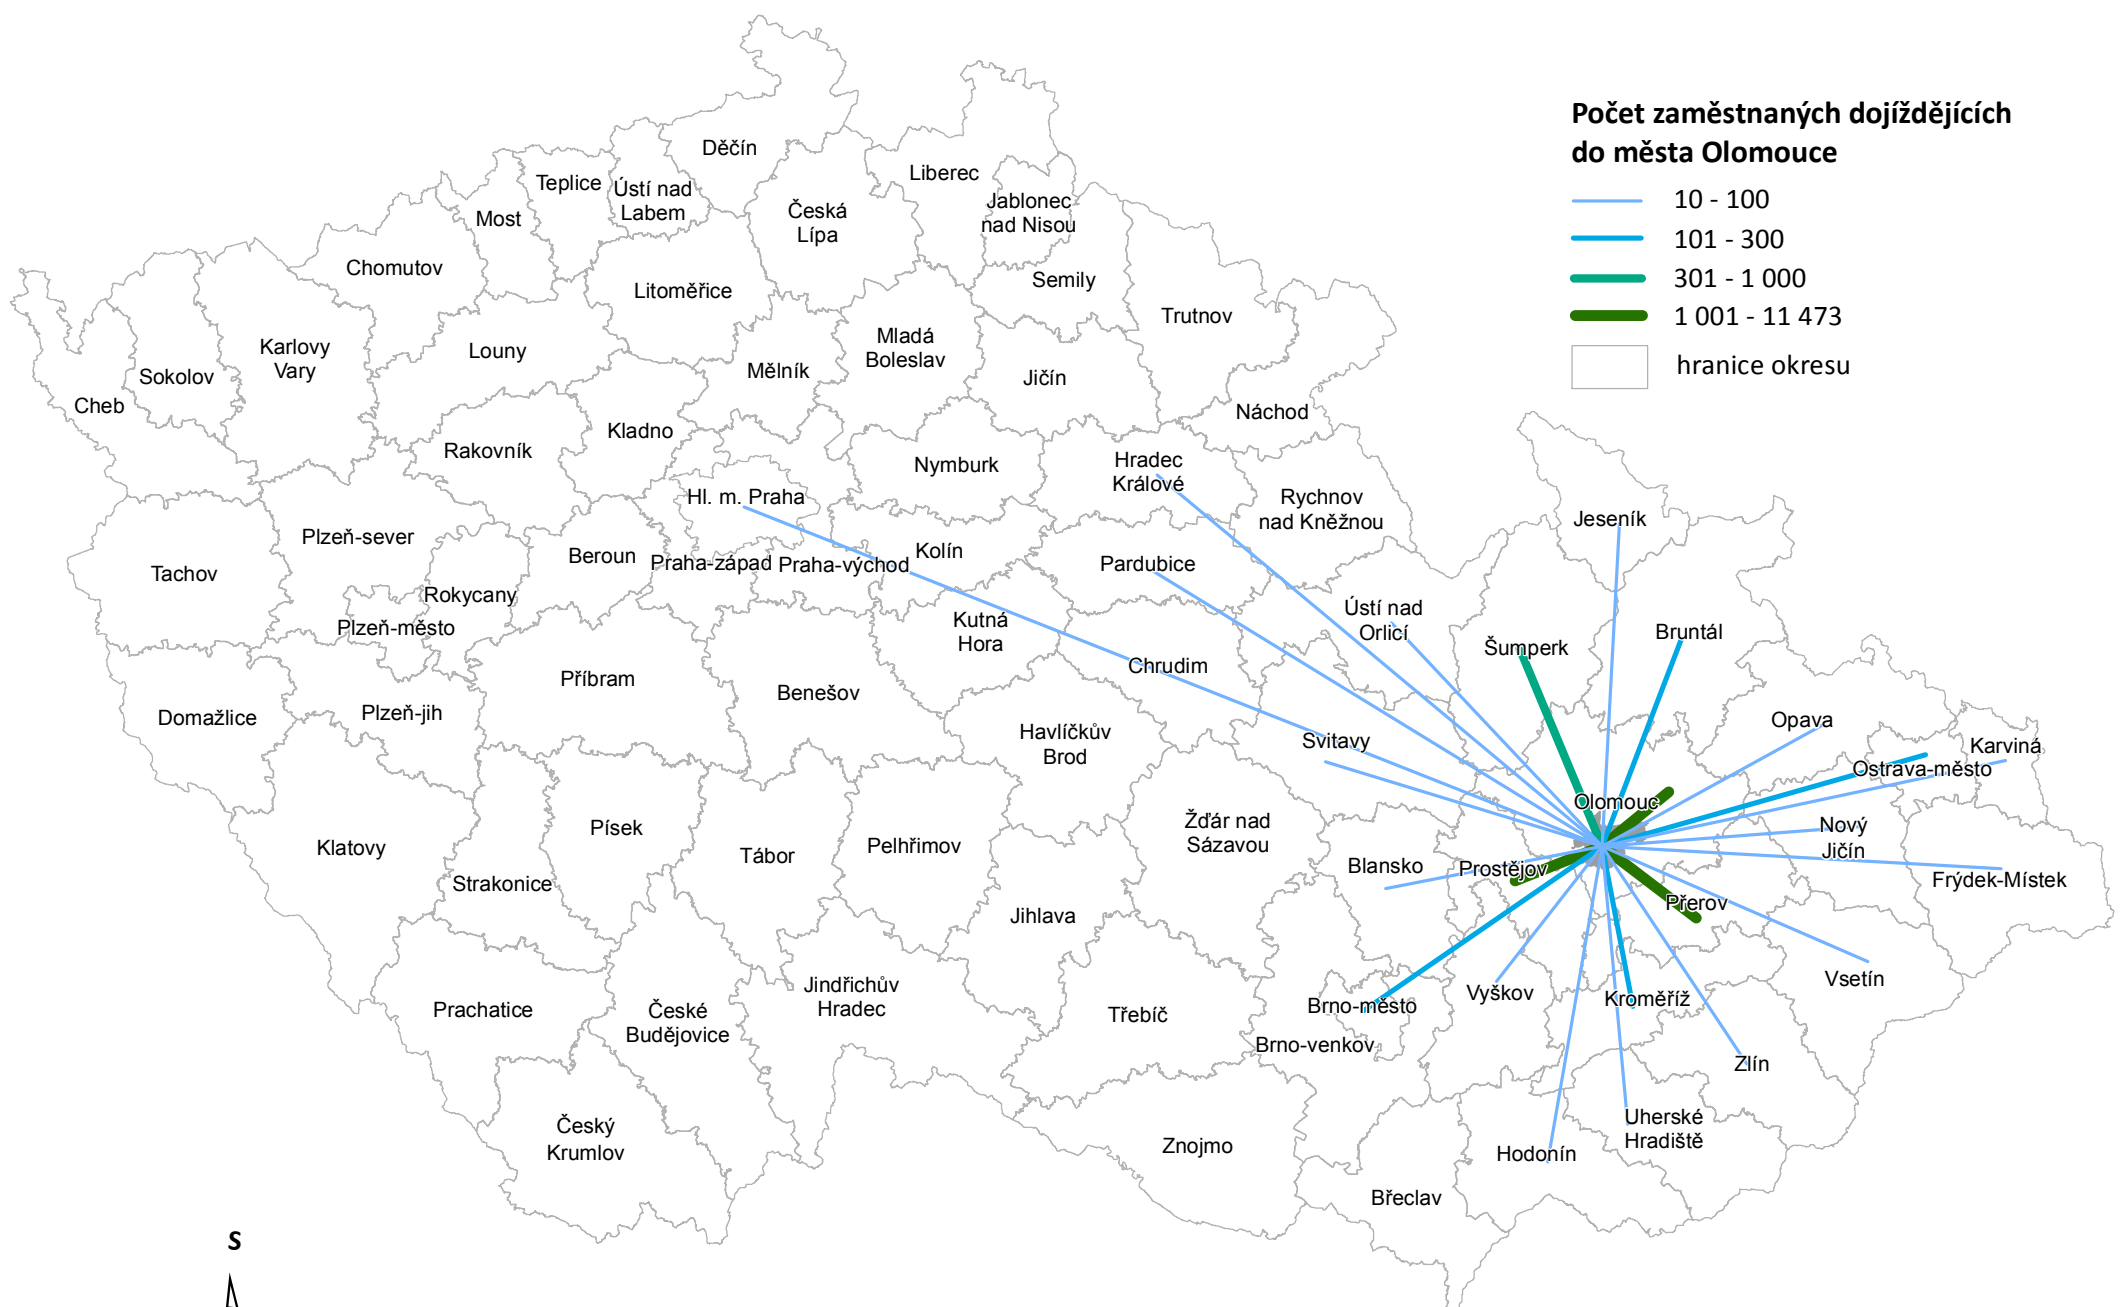 Počet zaměstnaných dojíždějících
do města Olomouce
10 - 100
101 - 300
301 - 1 000
1 001 - 11 473
hranice okresu
Děčín
Teplice
Ústí nad
Labem
Most
Chomutov
Česká
Lípa
Liberec
Jablonec
nad Nisou
Semily
Litoměřice
Trutnov
Louny
Karlovy
Vary
Sokolov
Cheb
Mělník
Mladá
Boleslav
Jičín
Náchod
Kladno
Rakovník
Nymburk
Hradec
Králové
Hl. m. Praha
Rychnov
nad Kněžnou
Jeseník
Plzeň-sever
Beroun
Praha-západ
Praha-východ
Kolín
Pardubice
Tachov
Rokycany
Plzeň-město
Kutná
Hora
Ústí nad
Orlicí
Šumperk
Bruntál
Chrudim
Příbram
Benešov
Domažlice
Plzeň-jih
Havlíčkův
Brod
Svitavy
Opava
Karviná
Ostrava-město
Olomouc
Klatovy
Písek
Tábor
Pelhřimov
Žďár nad
Sázavou
Blansko
Prostějov
Nový
Jičín
Frýdek-Místek
Strakonice
Jihlava
Přerov
Vsetín
Prachatice
České
Budějovice
Jindřichův
Hradec
Třebíč
Brno-město
Vyškov
Kroměříž
Brno-venkov
Zlín
Český
Krumlov
Znojmo
Hodonín
Uherské
Hradiště
Břeclav
S